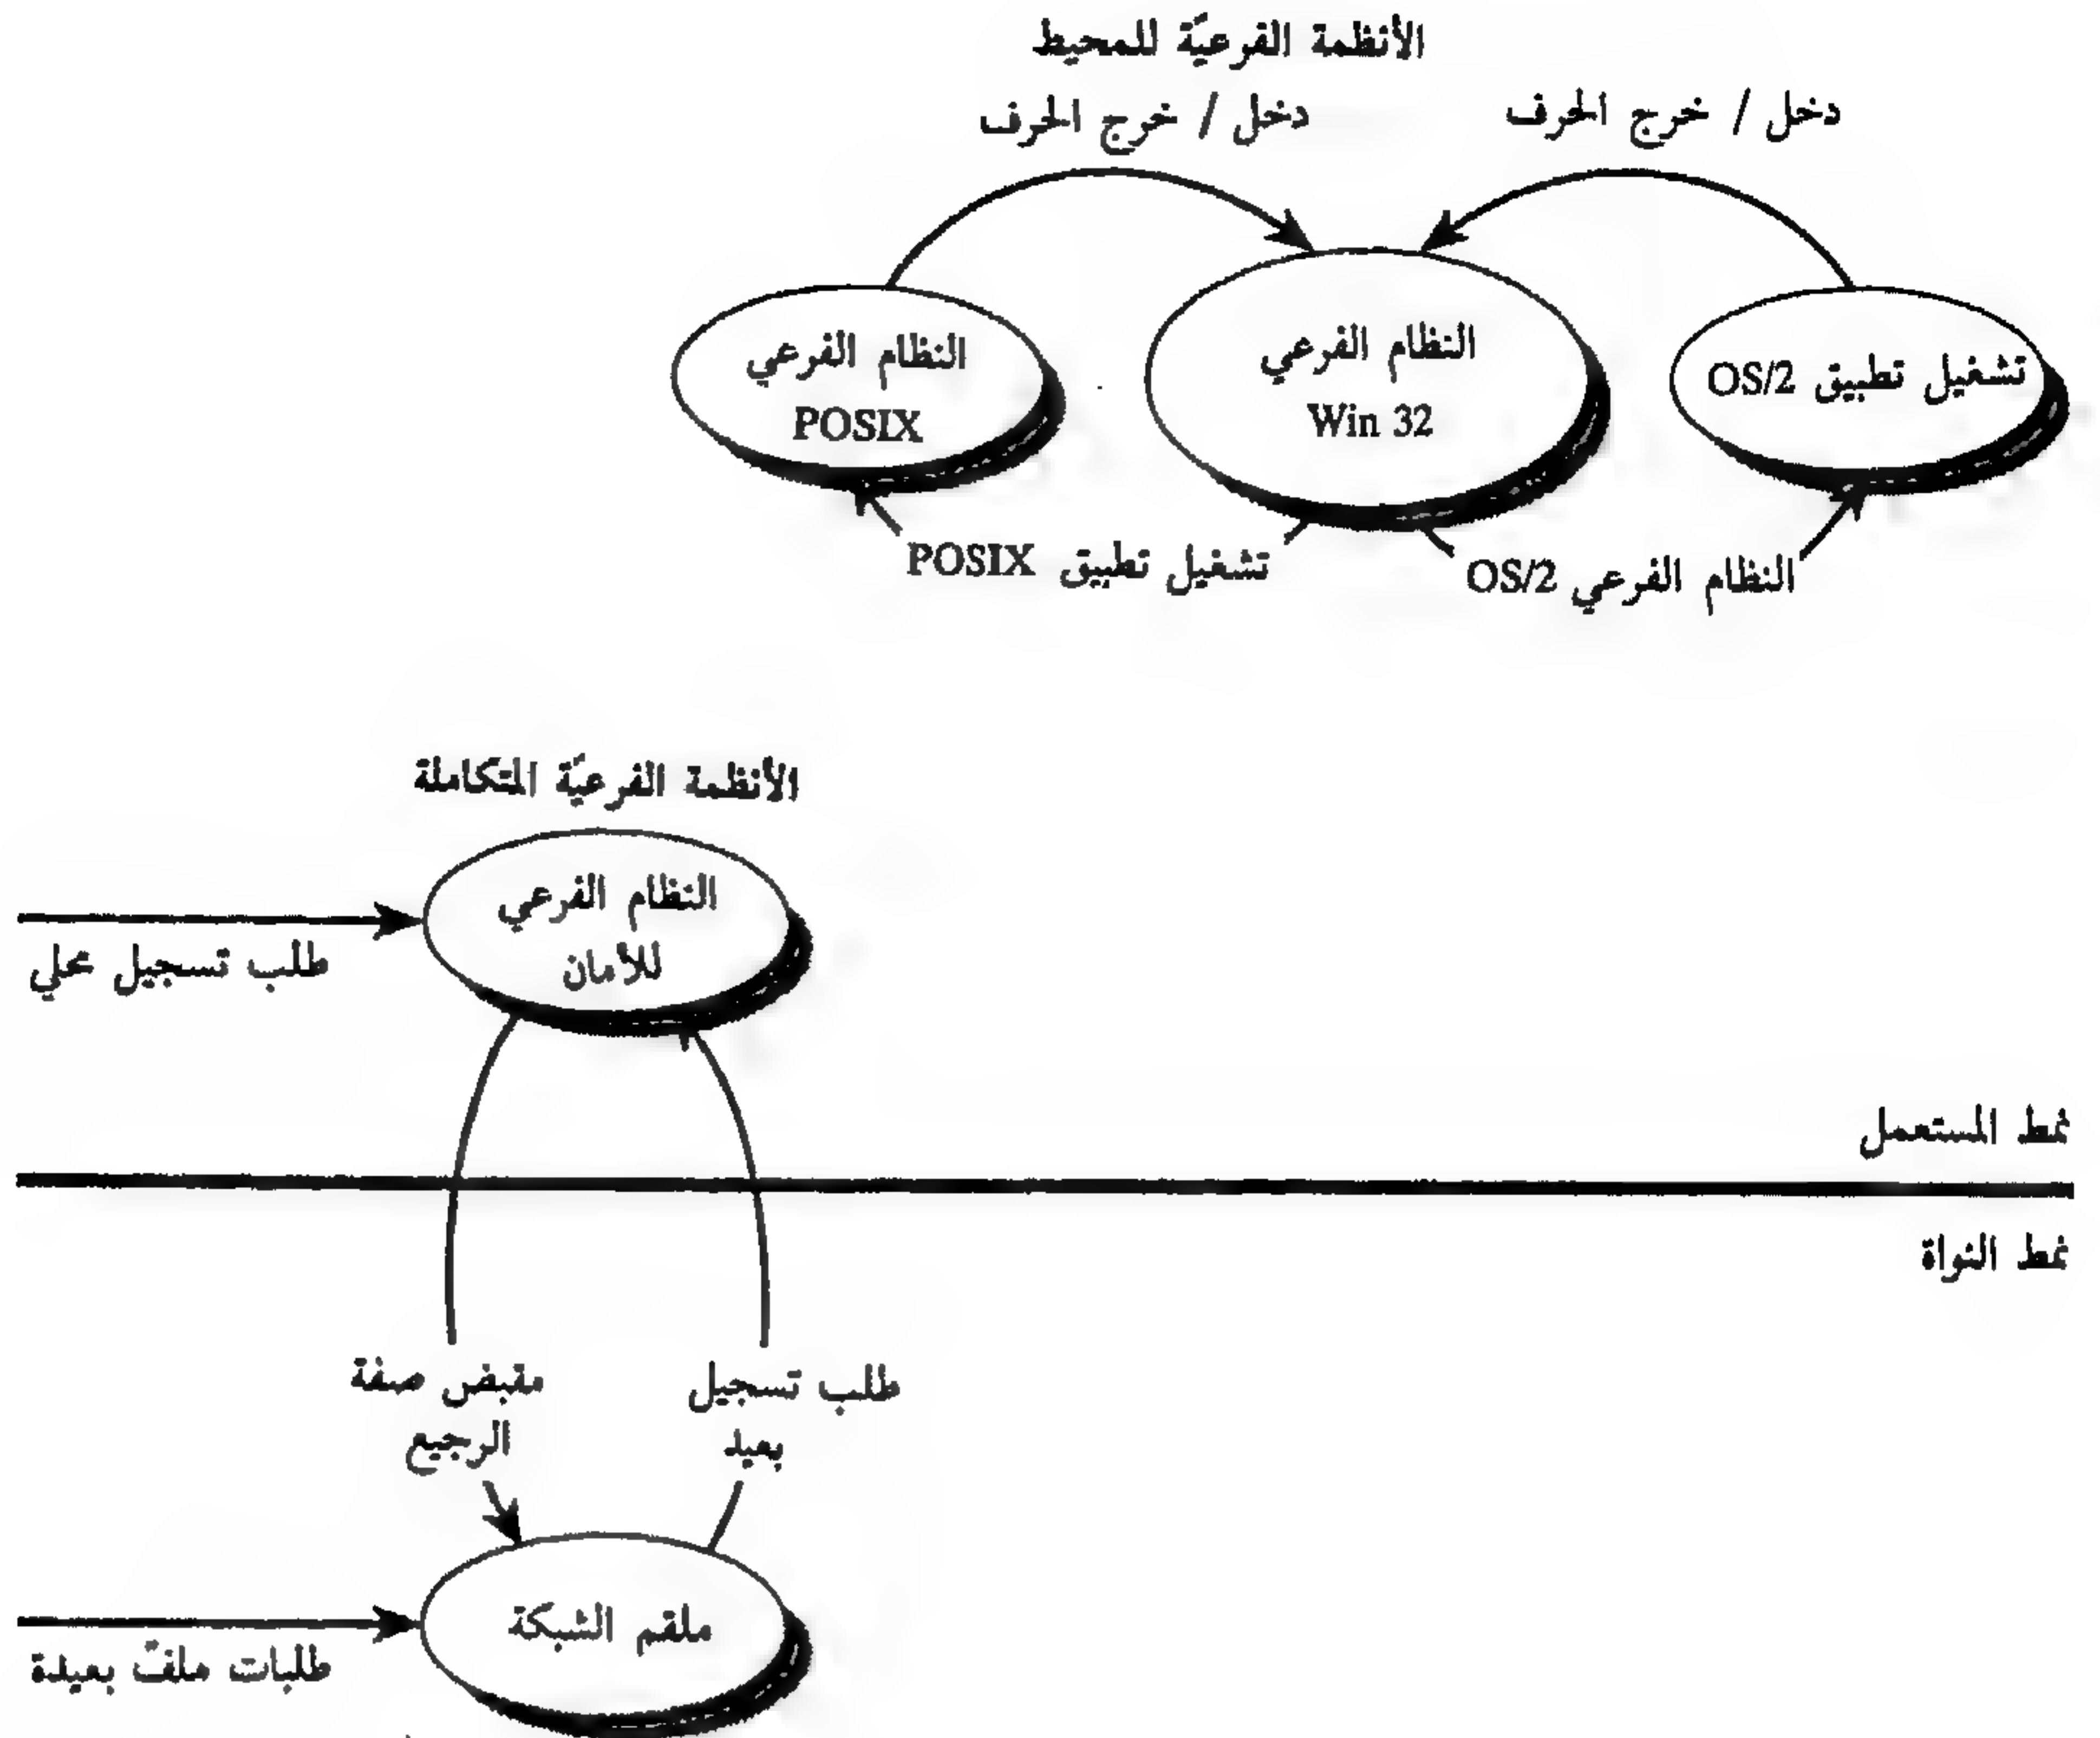 الأنظمة الفرعيّة للمحيط
دخل / خرج الحرف
دخل / خرج الحرف
تشغيل تطبيق OS/2
النظام الفرعي
Win 32
النظام الفرعي
POSIX
النظام الفرعي OS/2
تشغيل تطبيق POSIX
الأنظمة الفرعيّة المتكاملة
النظام الفرعي
للأمان
طلب تسجيل محلي
نمط المستعمل
نمط النواة
طلب تسجيل
بعيد
مقبض صفة
الرجيع
ملقم الشبكة
طلبات ملفّ بعيدة